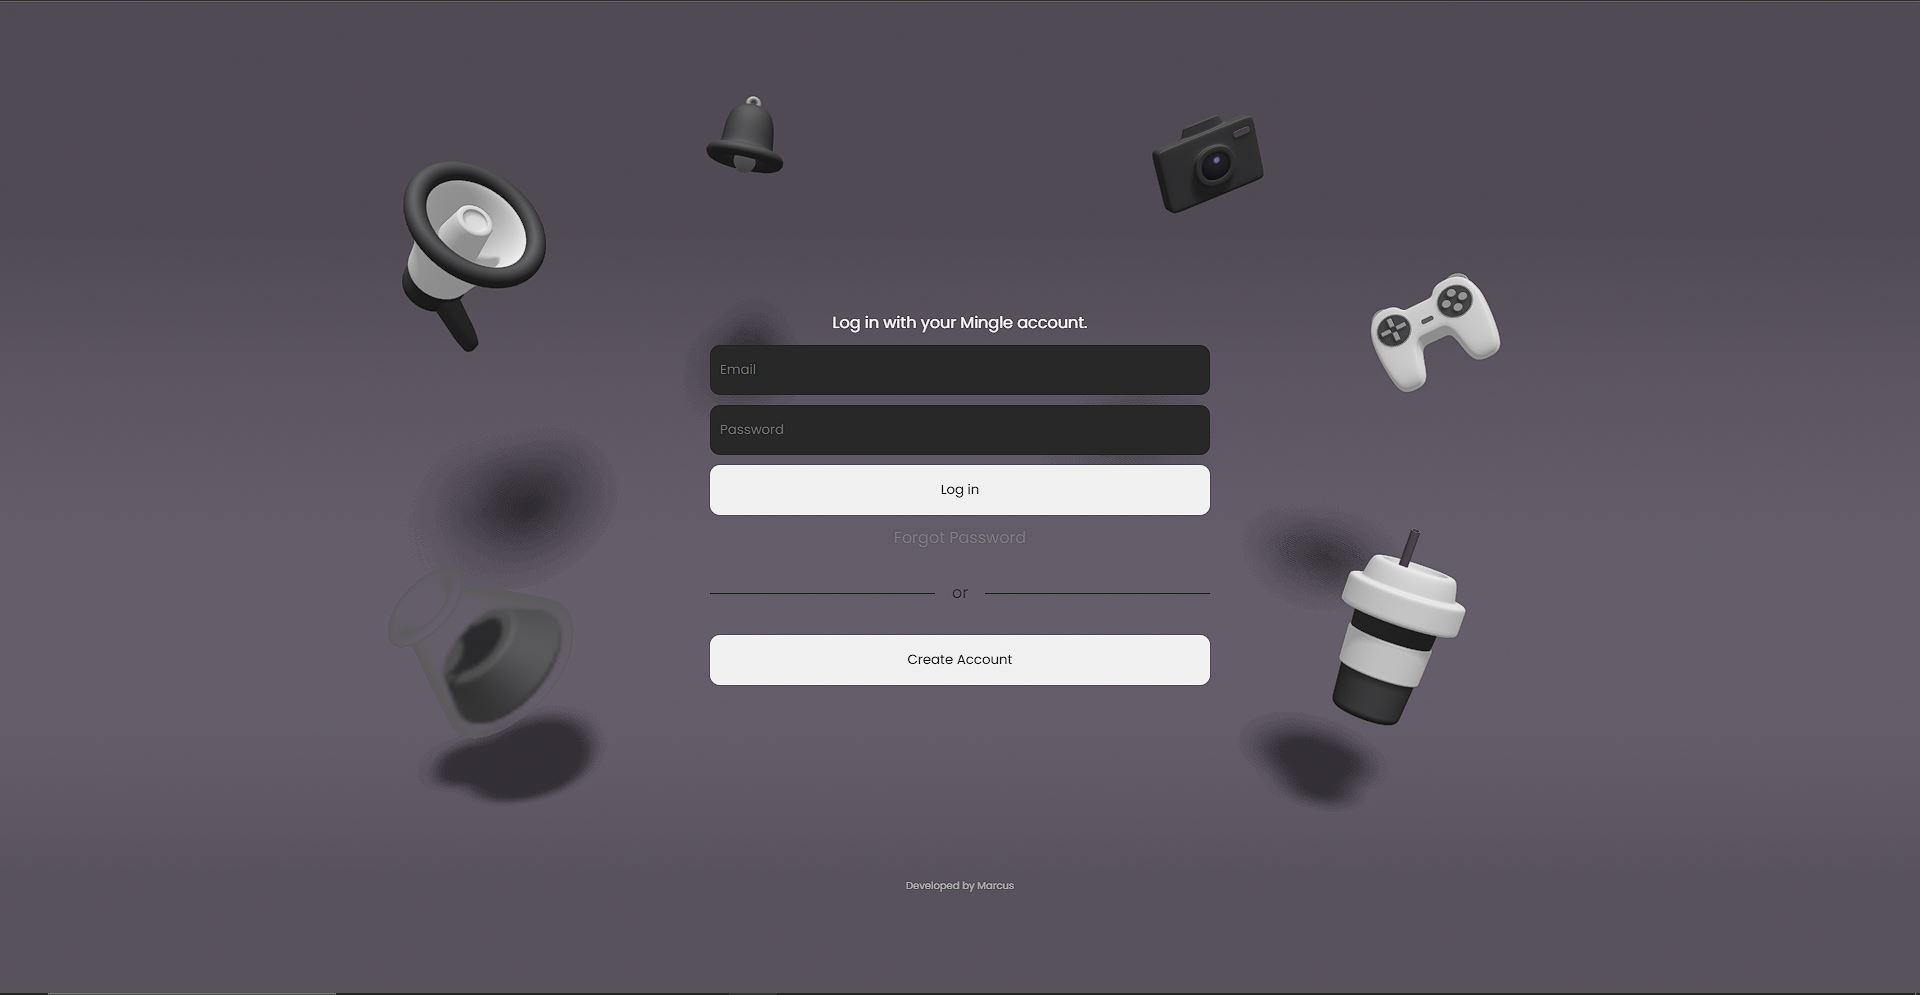 Log in with your Mingle account.
Email
Password
Log in
Forgot Password
or
Create Account
Developed by Marcus